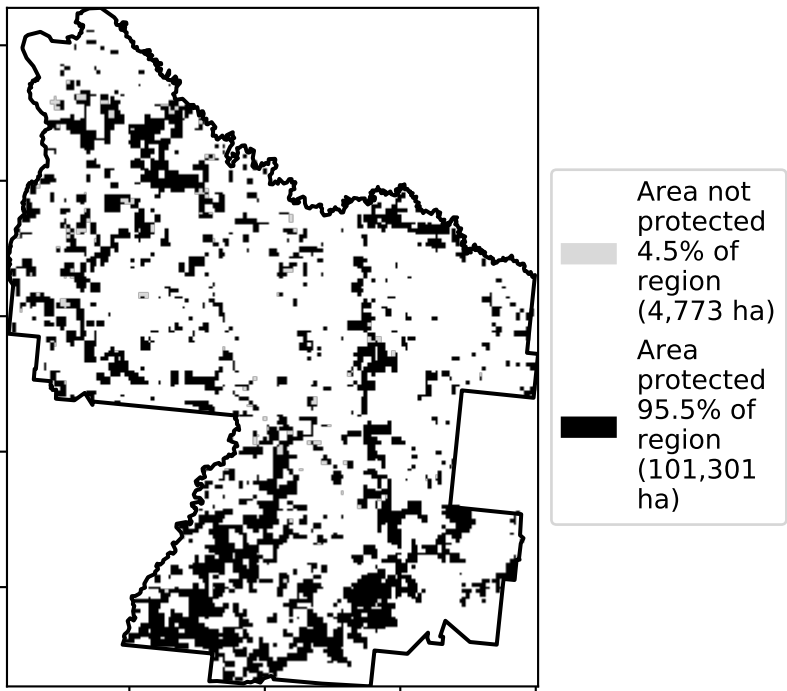 Area not
protected
4.5% of
region
(4,773 ha)
Area
protected
95.5% of
region
(101,301
ha)